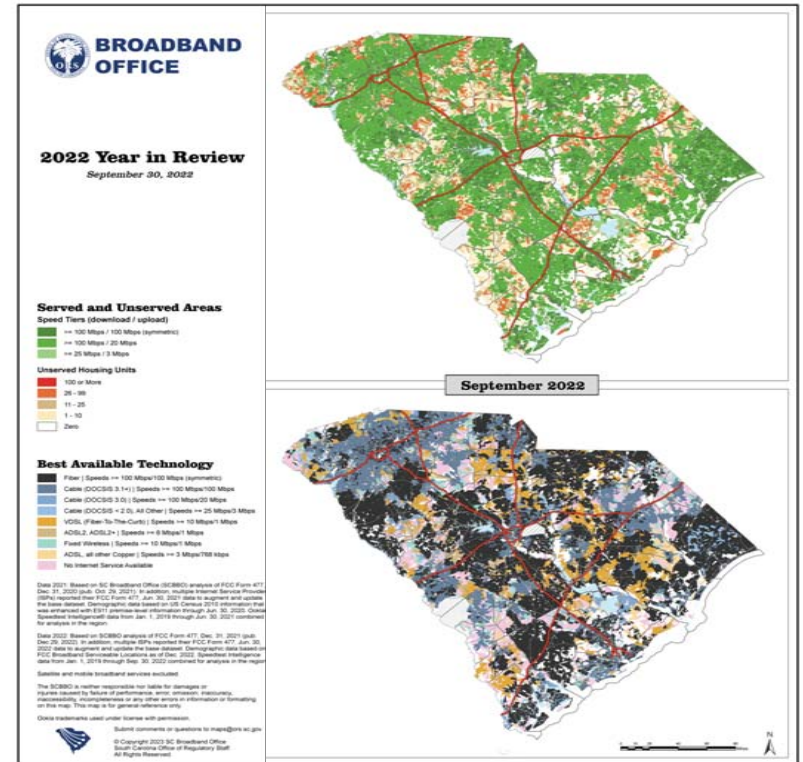 BROADBAND
OFFICE
ORS
2022 Year in Review
September 30, 2022
Served and Unserved Areas
Speed Tiers (download / upload)
>= 100 Mbps / 100 Mbps (symmetric)
>= 100 Mbps / 20 Mbps
>= 25 Mbps / 3 Mbps
Unserved Housing Units
100 or More
26 - 99
11 - 25
1 - 10
Zero
Best Available Technology
Fiber | Speeds >= 100 Mbps/100 Mbps (symmetric)
Cable (DOCSIS 3.1+) | Speeds >= 100 Mbps/100 Mbps
Cable (DOCSIS 3.0) | Speeds >= 100 Mbps/20 Mbps
Cable (DOCSIS < 2.0), All Other | Speeds >= 25 Mbps/3 Mbps
VDSL (Fiber-To-The-Curb) | Speeds >= 10 Mbps/1 Mbps
ADSL2, ADSL2+ | Speeds >= 6 Mbps/1 Mbps
Fixed Wireless | Speeds >= 10 Mbps/1 Mbps
ADSL, all other Copper | Speeds >= 3 Mbps/768 kbps
No Internet Service Available
Data 2021: Based on SC Broadband Office (SCBBO) analysis of FCC Form 477,
Dec. 31, 2020 (pub. Oct. 29, 2021). In addition, multiple Internet Service Provide
(ISPs) reported their FCC Form 477, Jun. 30, 2021 data to augment and update
the base dataset. Demographic data based on US Census 2010 information that
was enhanced with E911 premise-level information through Jun. 30, 2020. Ookla
Speedtest Intelligence® data from Jan. 1, 2019 through Jun. 30, 2021 combined
for analysis in the region.
Data 2022: Based on SCBBO analysis of FCC Form 477, Dec. 31, 2021 (pub.
Dec 29, 2022). In addition, multiple ISPs reported their FCC Form 477, Jun. 30,
2022 data to augment and update the base dataset. Demographic data based on
FCC Broadband Serviceable Locations as of Dec. 2022. Speedtest Intelligence
data from Jan. 1, 2019 through Sep. 30, 2022 combined for analysis in the region
Satellite and mobile broadband services excluded.
The SCBBO is neither responsible nor liable for damages or
injuries caused by failure of performance, error, omission, inaccuracy,
inaccessibility, incompleteness or any other errors in information or formatting
on this map. This map is for general reference only.
Ookla trademarks used under license with permission.
Submit comments or questions to maps@ors.sc.gov
© Copyright 2023 SC Broadband Office
South Carolina Office of Regulatory Staff
All Rights Reserved
September 2022
N